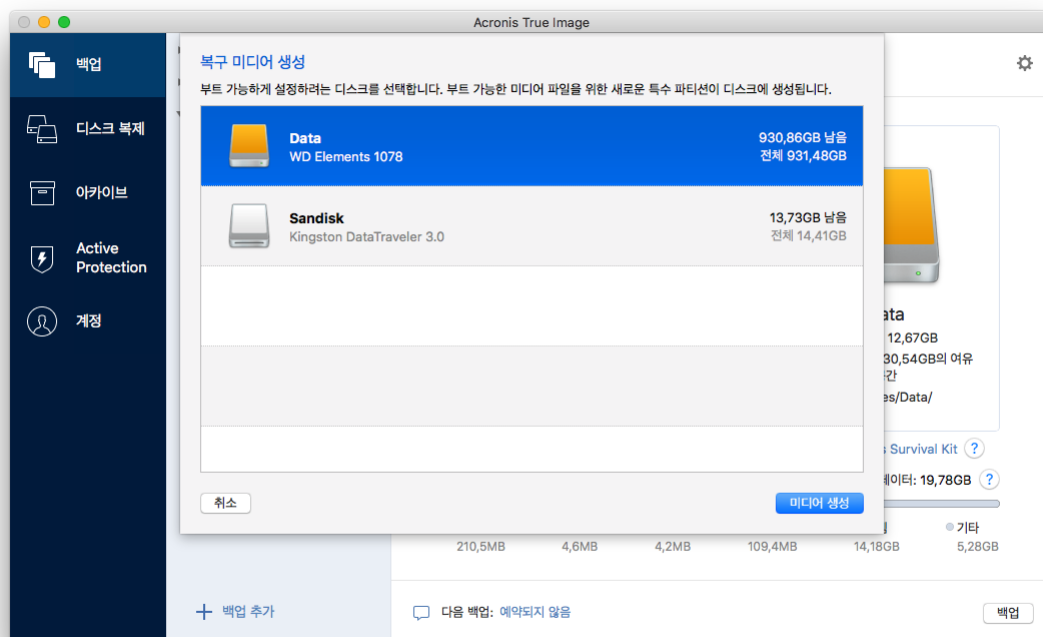 Acronis True Image
백업
디스크 복제
아카이브
Active
Protection
계정
복구 미디어 생성
부트 가능하게 설정하려는 디스크를 선택합니다. 부트 가능한 미디어 파일을 위한 새로운 특수 파티션이 디스크에 생성됩니다.
Data
WD Elements 1078
930,86GB 남음
전체 931,48GB
Sandisk
Kingston DataTraveler 3.0
13,73GB 남음
전체 14,41GB
취소
미디어 생성
12,67GB
30,54GB의 여유
es/Data/
Survival Kit ?
19,78GB ?
기타
210,5MB 4,6MB 4,2MB 109,4MB 14,18GB 5,28GB
백업 추가
다음 백업: 예약되지 않음
백업